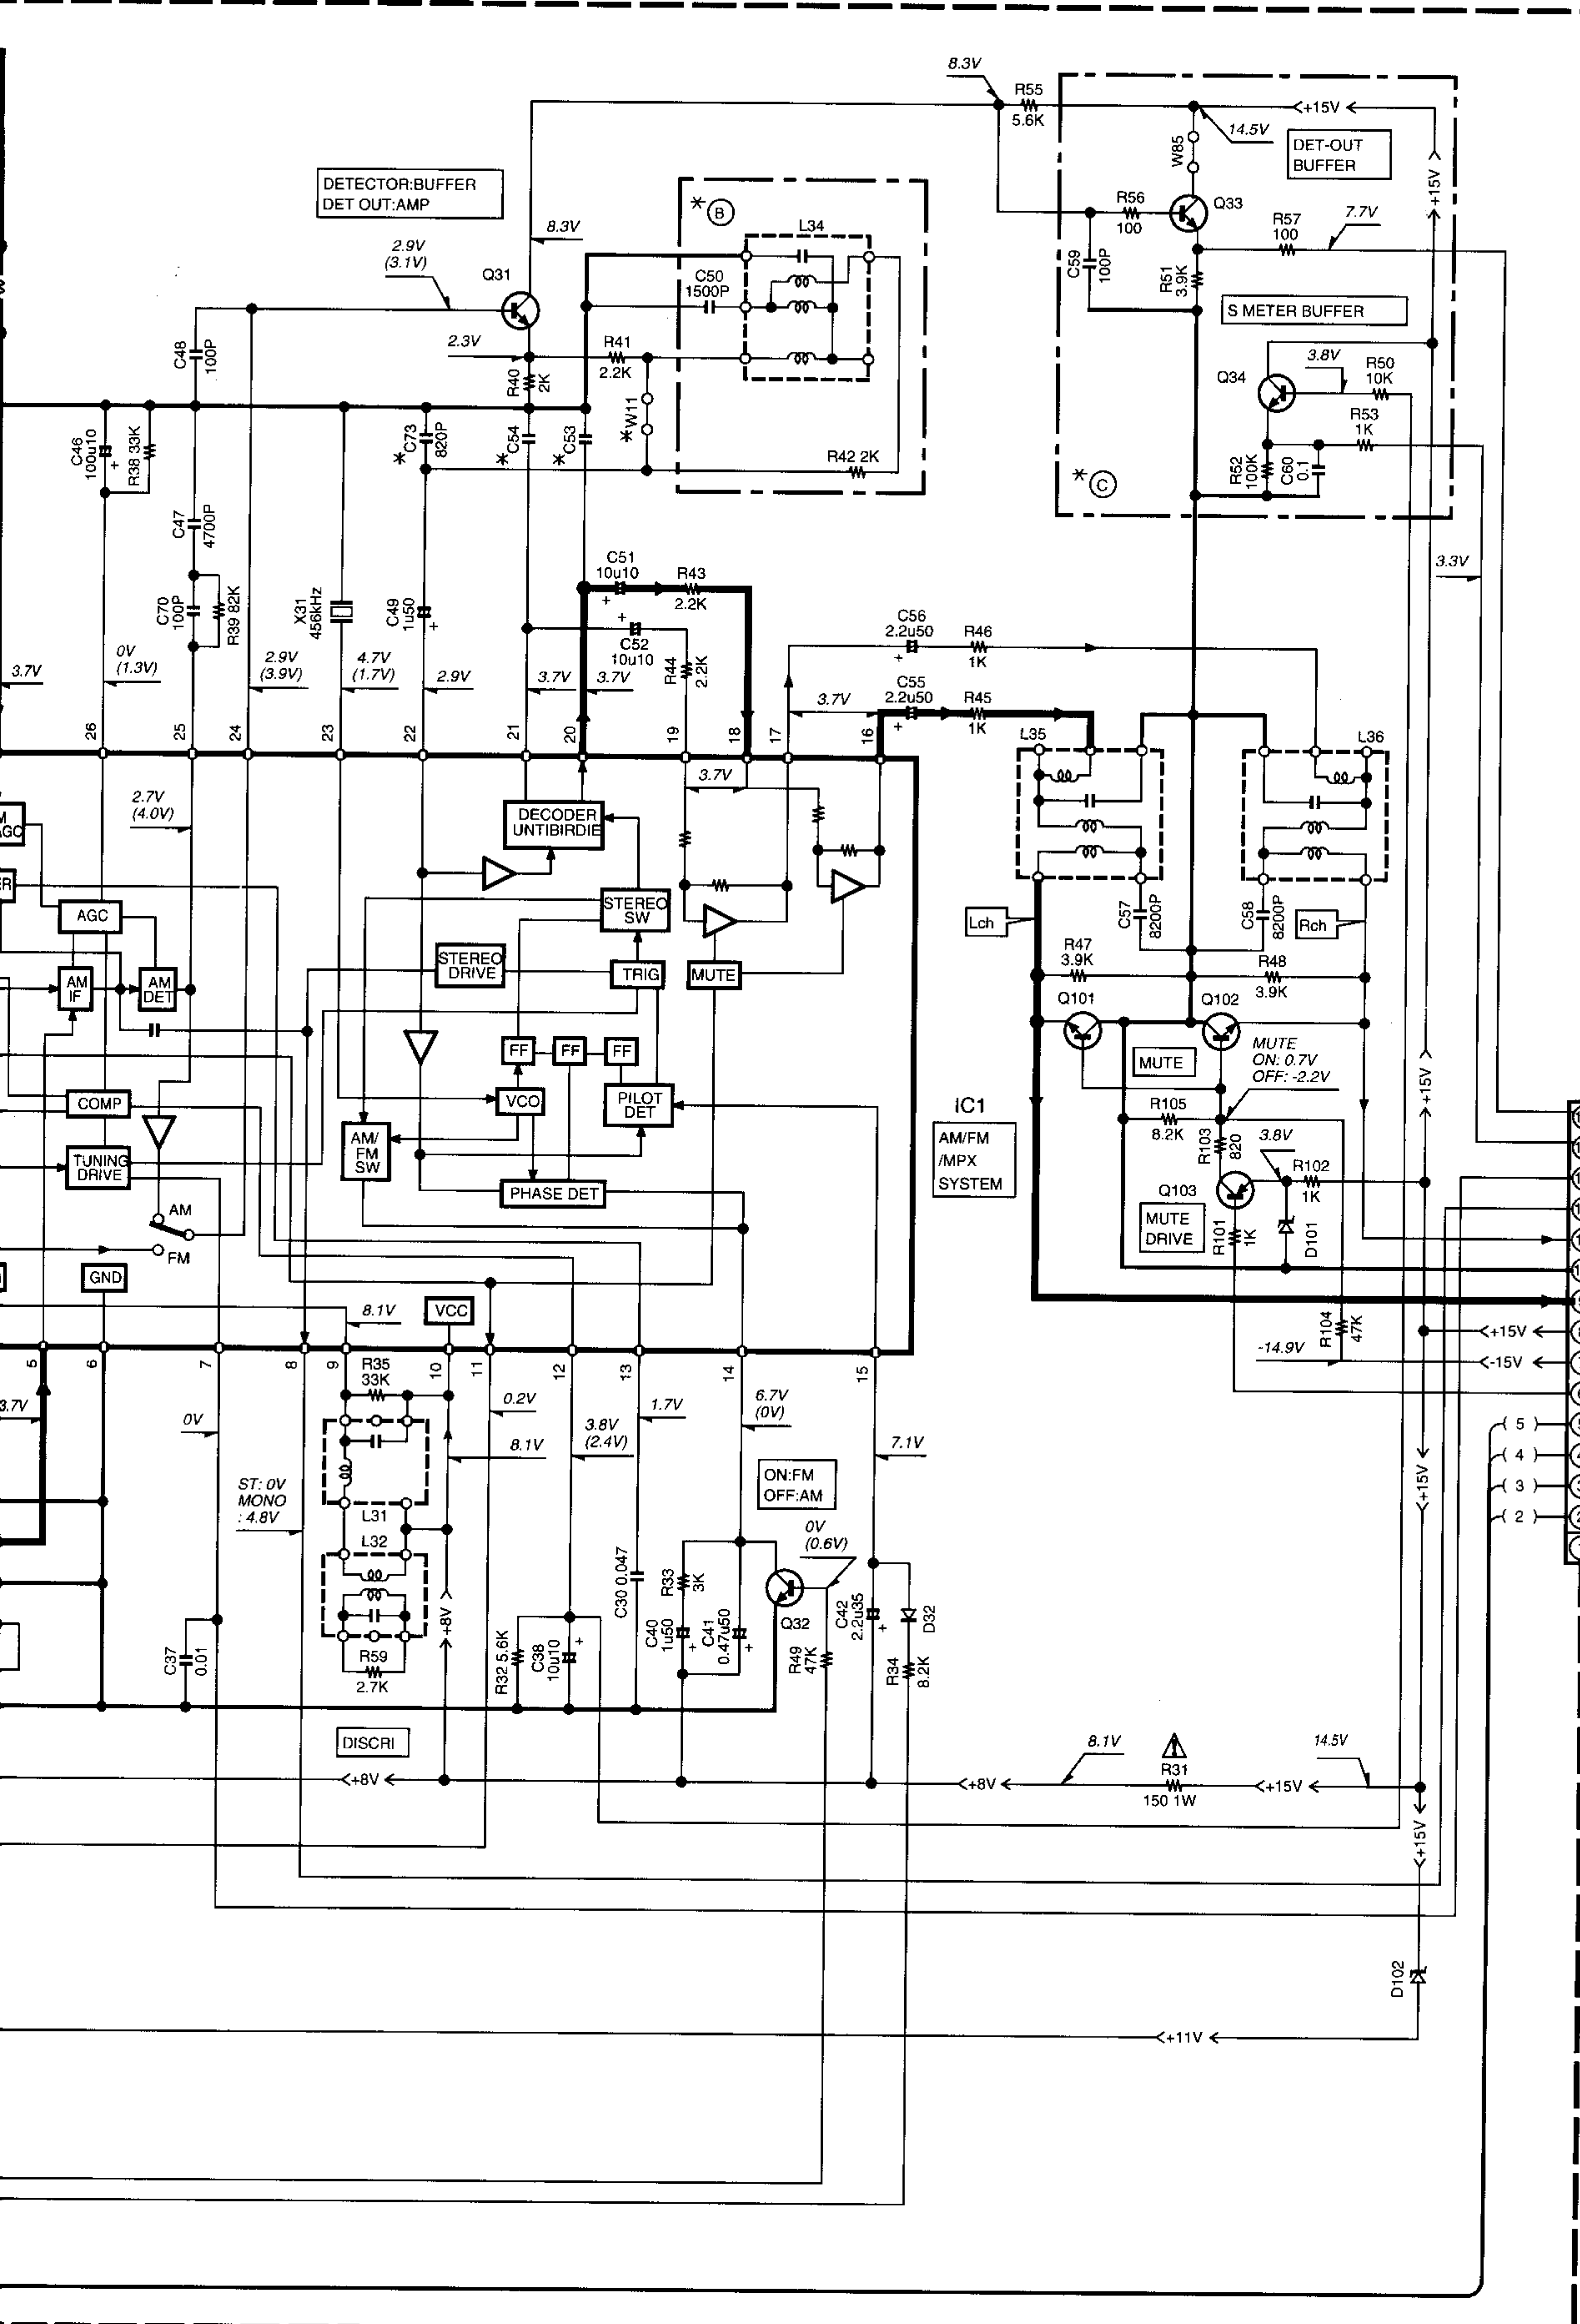 8.3V
R55
5.6K
<+15V
14.5V
W85
DET-OUT
BUFFER
+15V
DETECTOR:BUFFER
DET OUT:AMP
* B
L34
R56
100
Q33
R57
100
7.7V
8.3V
2.9V
(3.1V)
Q31
C50
1500P
C59
100P
R51
3.9K
S METER BUFFER
2.3V
R41
2.2K
C48
100P
R40
2K
*W11
3.8V
R50
10K
Q34
R53
1K
C46
100u10
+
R38 33K
*C73
820P
*C54
*C53
R42 2K
R52
100K
C60
0.1
* C
C47
4700P
C70
100P
R39 82K
X31
456kHz
C49
1u50
+
C51
10u10
+
R43
2.2K
+
C52
10u10
R44
2.2K
C56
2.2u50
+
R46
1K
3.3V
3.7V
0V
(1.3V)
2.9V
(3.9V)
4.7V
(1.7V)
2.9V
3.7V
3.7V
3.7V
C55
2.2u50
+
R45
1K
26
25
24
23
22
21
20
19
18
17
16
L35
L36
2.7V
(4.0V)
3.7V
DECODER
UNTIBIRDIE
AGC
STEREO
SW
AGC
Lch
C57
8200P
C58
8200P
Rch
STEREO
DRIVE
TRIG
MUTE
AM
IF
AM
DET
R47
3.9K
R48
3.9K
Q101
Q102
FF
FF
FF
MUTE
MUTE
ON: 0.7V
OFF: -2.2V
COMP
VCO
PILOT
DET
R105
8.2K
IC1
AM/FM
/MPX
SYSTEM
+15V
TUNING
DRIVE
AM/
FM
SW
PHASE DET
R103
820
3.8V
R102
1K
Q103
AM
FM
MUTE
DRIVE
R101
1K
D101
GND
VCC
8.1V
R104
47K
<+15V
-14.9V
<-15V
5
6
7
8
9
10
11
12
13
14
15
R35
33K
3.7V
0V
0.2V
3.8V
(2.4V)
1.7V
6.7V
(0V)
8.1V
7.1V
5
4
3
2
ST: 0V
MONO
: 4.8V
L31
L32
ON:FM
OFF:AM
0V
(0.6V)
+15V
+8V
C37
0.01
R59
2.7K
R32 5.6K
C38
10u10
+
C30 0.047
R33
3K
C40
1u50
+
C41
0.47u50
+
Q32
R49
47K
C42
2.2u35
+
D32
R34
8.2K
DISCRI
<+8V
<+8V
8.1V
R31
150 1W
<+15V
14.5V
+15V
D102
<+11V